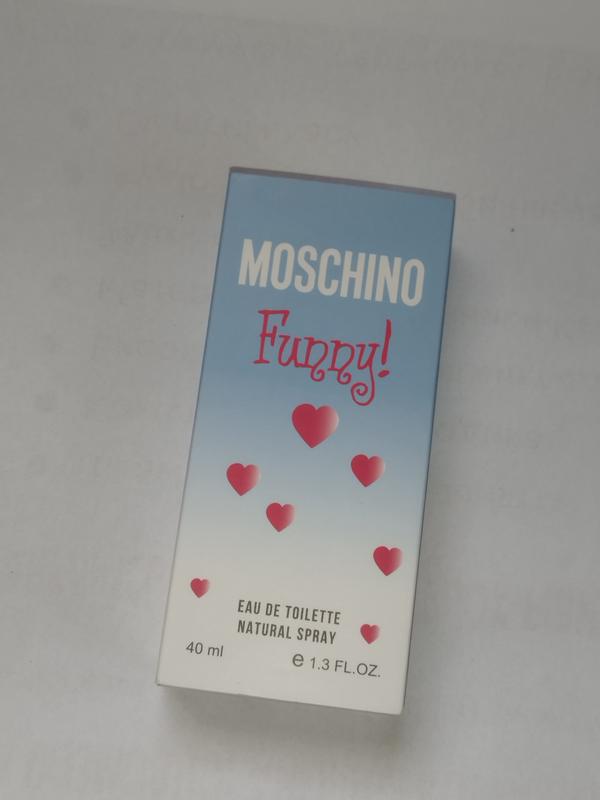 MOSCHINO
Funny!
EAU DE TOILETTE
NATURAL SPRAY
40 ml ℮ 1.3 FL.OZ.